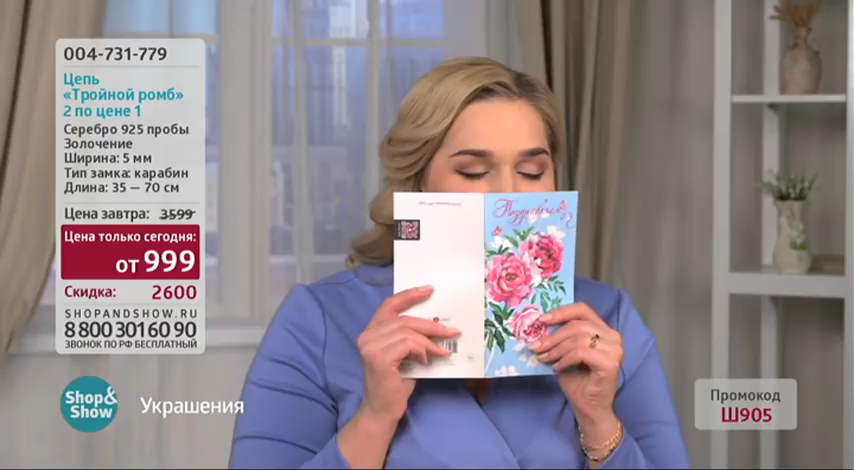 004-731-779
Цепь
«Тройной ромб»
2 по цене 1
Серебро 925 пробы
Золочение
Ширина: 5 мм
Тип замка: карабин
Длина: 35 — 70 см
Цена завтра: 3599
Цена только сегодня:
от 999
Скидка: 2600
SHOPANDSHOW.RU
8 800 301 60 90
ЗВОНОК ПО РФ БЕСПЛАТНЫЙ
Поздравляем
Shop&
Show
Украшения
Промокод
Ш905